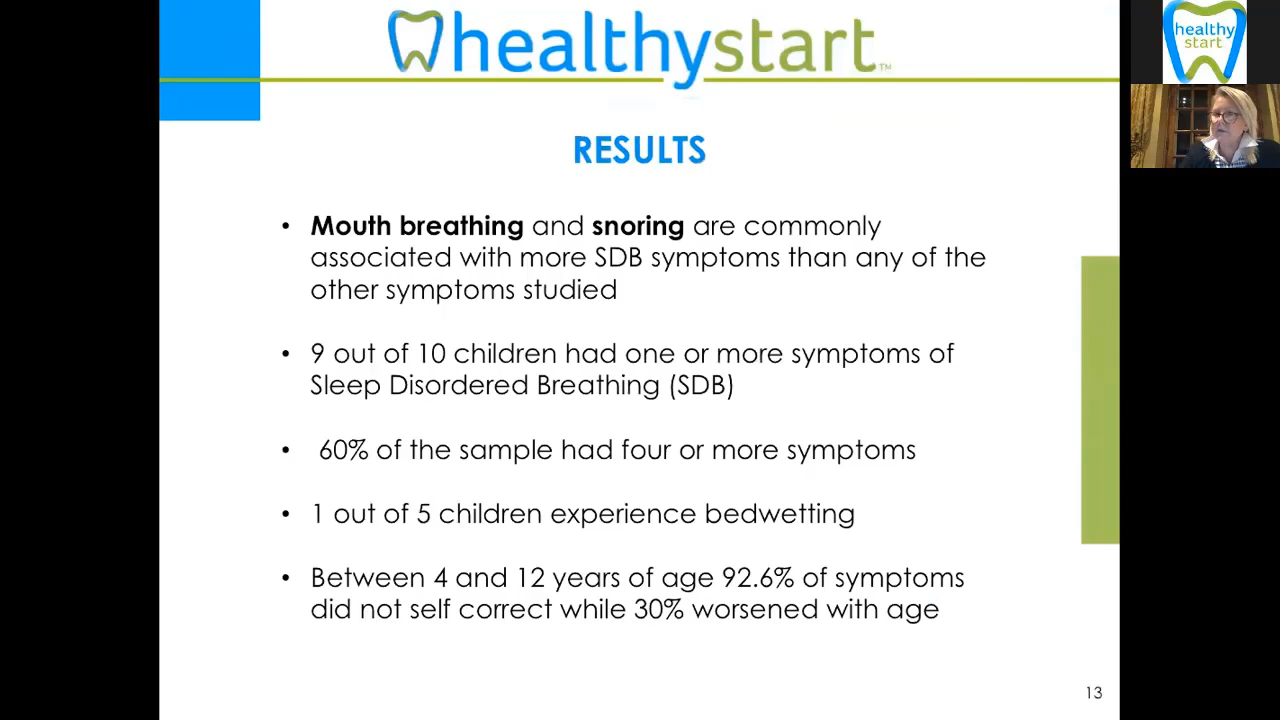 healthystart™
healthy
start
RESULTS
• Mouth breathing and snoring are commonly
associated with more SDB symptoms than any of the
other symptoms studied
• 9 out of 10 children had one or more symptoms of
Sleep Disordered Breathing (SDB)
• 60% of the sample had four or more symptoms
• 1 out of 5 children experience bedwetting
• Between 4 and 12 years of age 92.6% of symptoms
did not self correct while 30% worsened with age
13